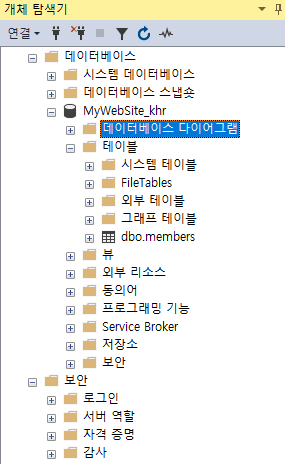 개체 탐색기
연결
데이터베이스
시스템 데이터베이스
데이터베이스 스냅숏
MyWebSite_khr
데이터베이스 다이어그램
테이블
시스템 테이블
FileTables
외부 테이블
그래프 테이블
dbo.members
뷰
외부 리소스
동의어
프로그래밍 기능
Service Broker
저장소
보안
보안
로그인
서버 역할
자격 증명
감사